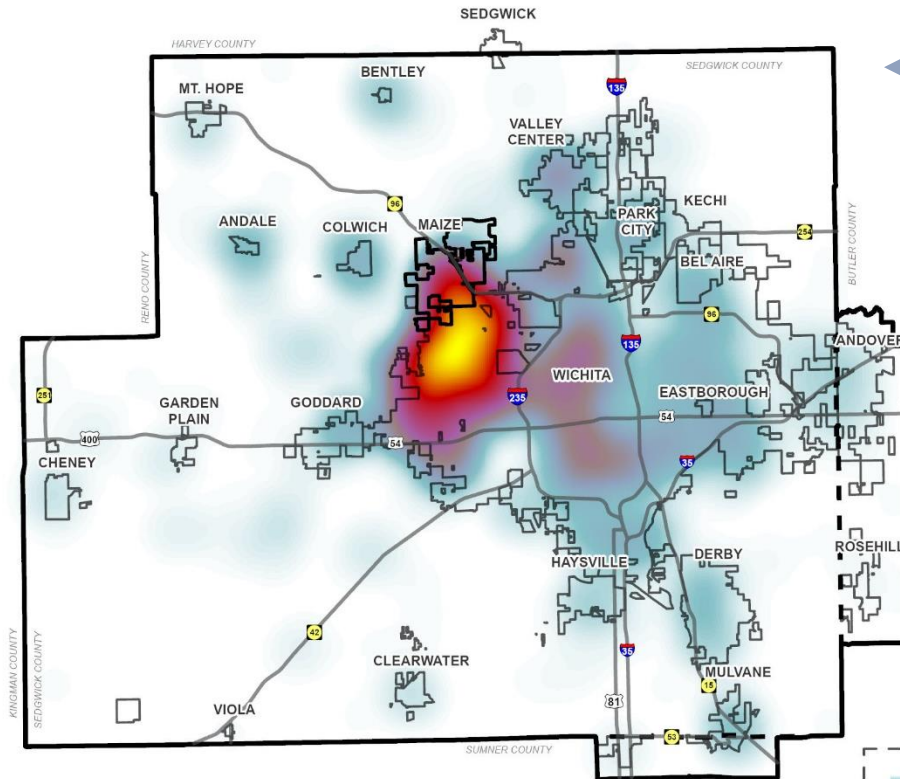 SEDGWICK
HARVEY COUNTY
SEDGWICK COUNTY
BENTLEY
MT. HOPE
135
VALLEY
CENTER
96
KECHI
PARK
CITY
ANDALE
COLWICH
MAIZE
254
BEL AIRE
BUTLER COUNTY
RENO COUNTY
96
ANDOVER
135
WICHITA
251
235
EASTBOROUGH
GARDEN
PLAIN
GODDARD
54
400
54
CHENEY
35
ROSEHILL
HAYSVILLE
DERBY
42
KINGMAN COUNTY
SEDGWICK COUNTY
35
CLEARWATER
MULVANE
15
81
VIOLA
53
SUMNER COUNTY